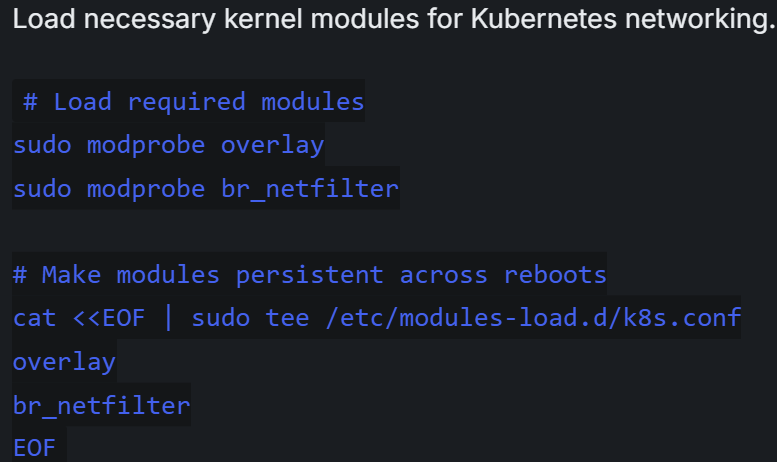 Load necessary kernel modules for Kubernetes networking.
# Load required modules
sudo modprobe overlay
sudo modprobe br_netfilter
# Make modules persistent across reboots
cat <<EOF | sudo tee /etc/modules-load.d/k8s.conf
overlay
br_netfilter
EOF